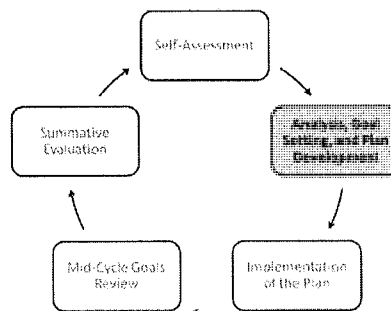 Self-Assessment
Analysis, Goal
Setting, and Plan
Development
Implementation
of the Plan
Mid-Cycle Goals
Review
Summative
Evaluation